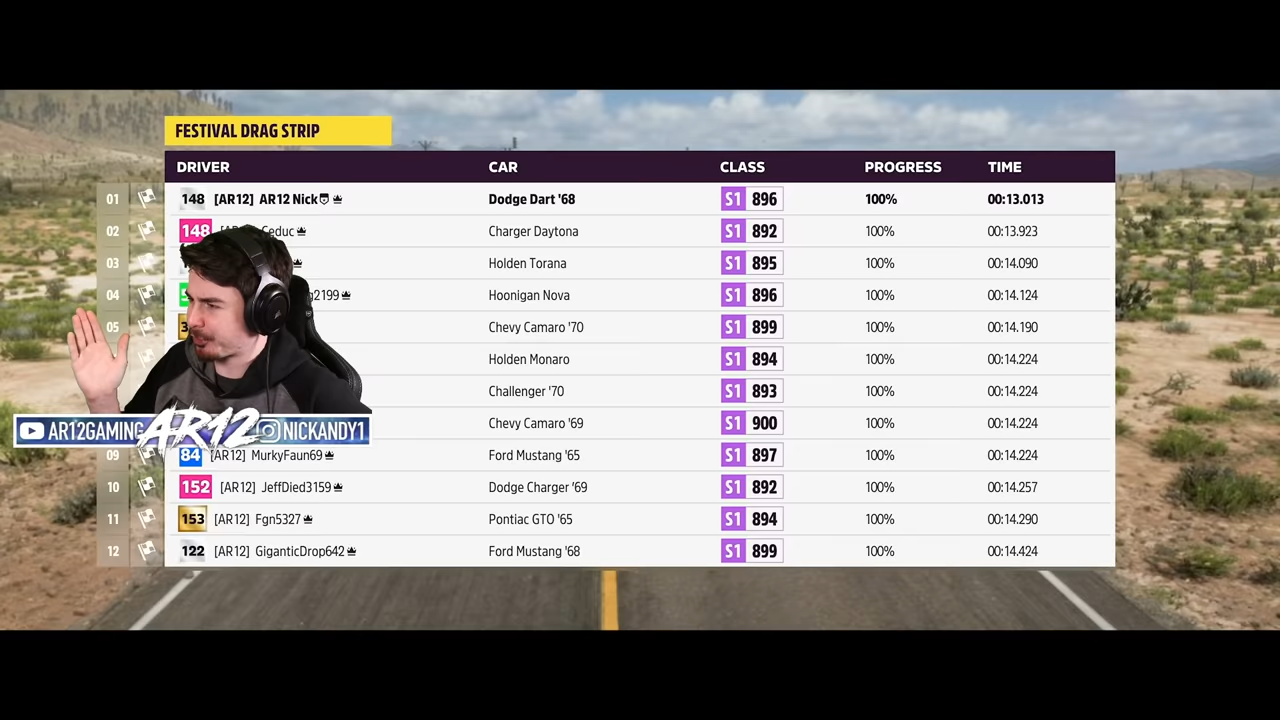 FESTIVAL DRAG STRIP
DRIVER CAR CLASS PROGRESS TIME
01 148 [AR12] AR12 Nick Dodge Dart '68 S1 896 100% 00:13.013
02 148 Ceduc Charger Daytona S1 892 100% 00:13.923
03 Holden Torana S1 895 100% 00:14.090
04 2199 Hoonigan Nova S1 896 100% 00:14.124
05 Chevy Camaro '70 S1 899 100% 00:14.190
Holden Monaro S1 894 100% 00:14.224
Challenger '70 S1 893 100% 00:14.224
Chevy Camaro '69 S1 900 100% 00:14.224
AR12GAMING AR12 NICKANDY1
09 84 [AR12] MurkyFaun69 Ford Mustang '65 S1 897 100% 00:14.224
10 152 [AR12] JeffDied3159 Dodge Charger '69 S1 892 100% 00:14.257
11 153 [AR12] Fgn5327 Pontiac GTO '65 S1 894 100% 00:14.290
12 122 [AR12] GiganticDrop642 Ford Mustang '68 S1 899 100% 00:14.424